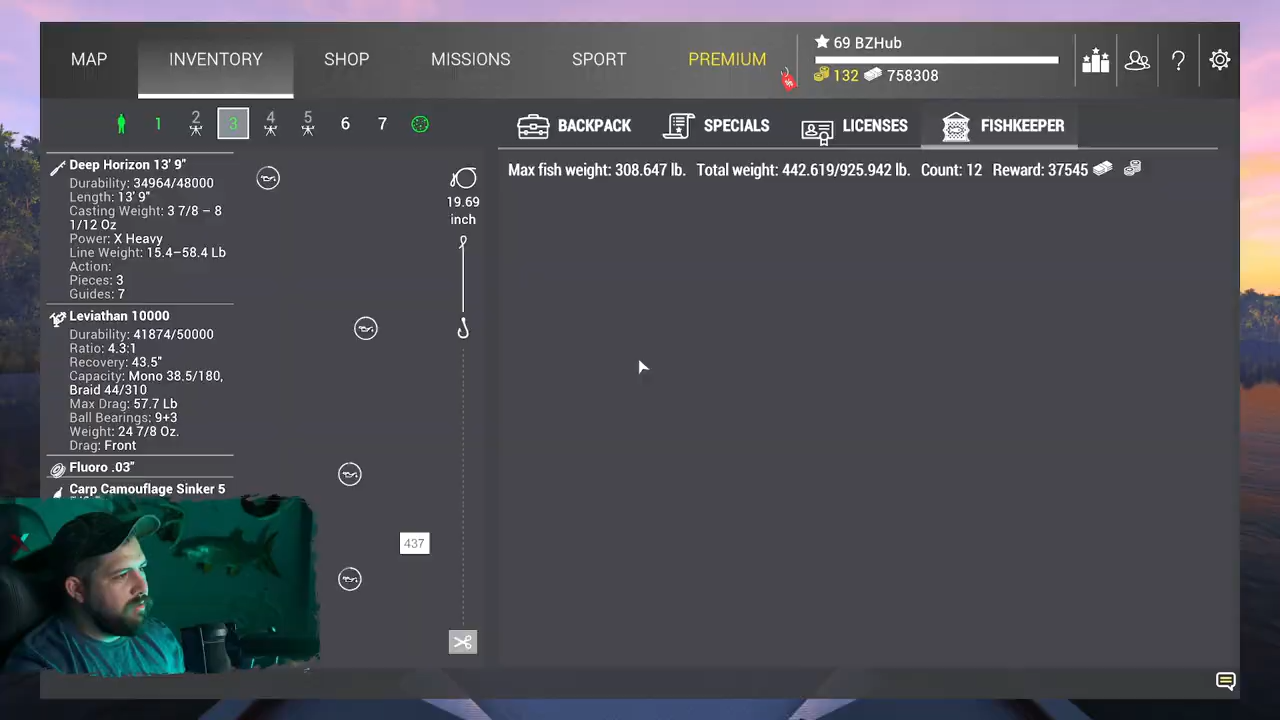 MAP
INVENTORY
SHOP
MISSIONS
SPORT
PREMIUM
69 BZHub
132 758308
?
1 2 3 4 5 6 7
BACKPACK
SPECIALS
LICENSES
FISHKEEPER
Max fish weight: 308.647 lb. Total weight: 442.619/925.942 lb. Count: 12 Reward: 37545
Deep Horizon 13' 9"
Durability: 34964/48000
Length: 13' 9"
Casting Weight: 3 7/8 – 8
1/12 Oz
Power: X Heavy
Line Weight: 15.4–58.4 Lb
Action:
Pieces: 3
Guides: 7
19.69
inch
Leviathan 10000
Durability: 41874/50000
Ratio: 4.3:1
Recovery: 43.5"
Capacity: Mono 38.5/180,
Braid 44/310
Max Drag: 57.7 Lb
Ball Bearings: 9+3
Weight: 24 7/8 Oz.
Drag: Front
Fluoro .03"
Carp Camouflage Sinker 5
437